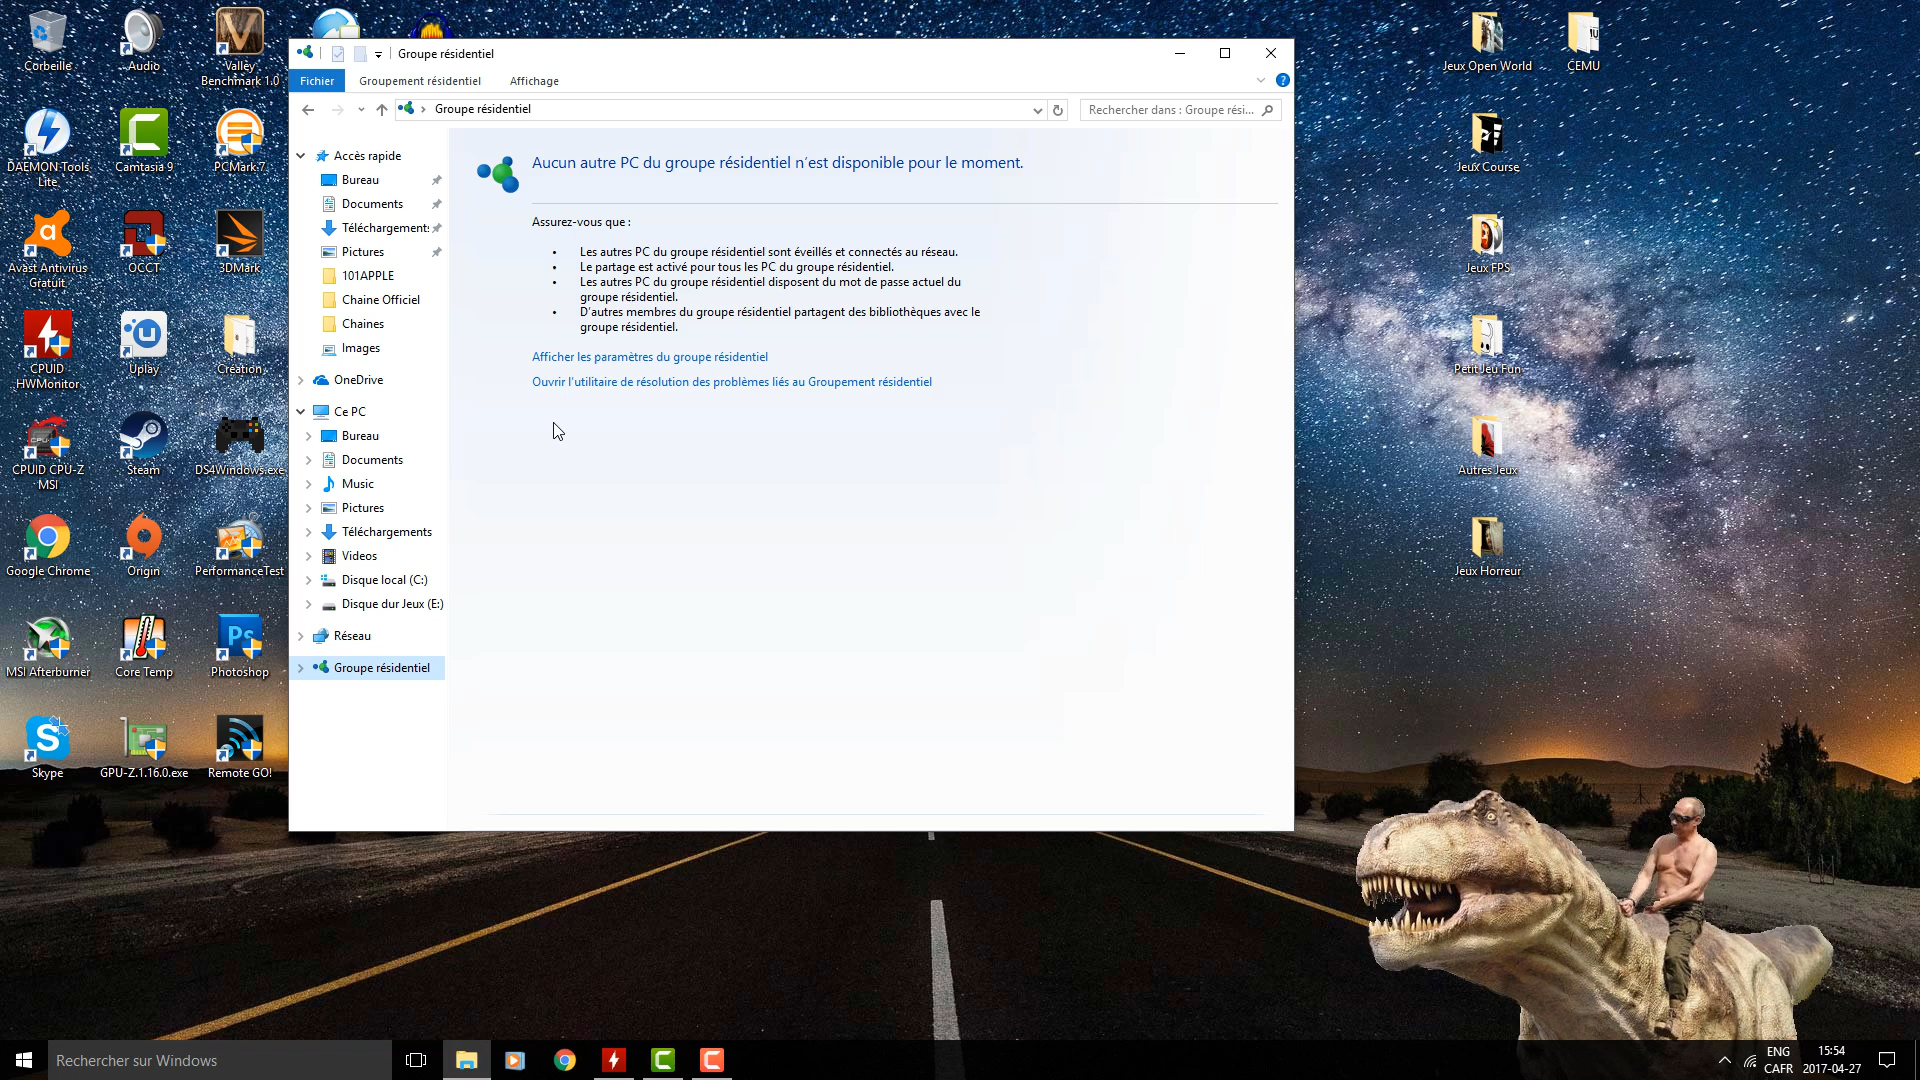 Corbeille
Audio
Valley
Benchmark 1.0
DAEMON Tools
Lite
Camtasia 9
PCMark 7
Avast Antivirus
Gratuit
OCCT
3DMark
CPUID
HWMonitor
Uplay
Création
CPUID CPU-Z
MSI
Steam
DS4Windows.exe
Google Chrome
Origin
PerformanceTest
MSI Afterburner
Core Temp
Photoshop
Skype
GPU-Z.1.16.0.exe
Remote GO!
Groupe résidentiel
Fichier
Groupement résidentiel
Affichage
Groupe résidentiel
Rechercher dans : Groupe rési...
Accès rapide
Bureau
Documents
Téléchargements
Pictures
101APPLE
Chaine Officiel
Chaines
Images
OneDrive
Ce PC
Bureau
Documents
Music
Pictures
Téléchargements
Videos
Disque local (C:)
Disque dur Jeux (E:)
Réseau
Groupe résidentiel
Aucun autre PC du groupe résidentiel n’est disponible pour le moment.
Assurez-vous que :
• Les autres PC du groupe résidentiel sont éveillés et connectés au réseau.
• Le partage est activé pour tous les PC du groupe résidentiel.
• Les autres PC du groupe résidentiel disposent du mot de passe actuel du
groupe résidentiel.
• D’autres membres du groupe résidentiel partagent des bibliothèques avec le
groupe résidentiel.
Afficher les paramètres du groupe résidentiel
Ouvrir l’utilitaire de résolution des problèmes liés au Groupement résidentiel
Jeux Open World
CEMU
Jeux Course
Jeux FPS
Petit Jeu Fun
Autres Jeux
Jeux Horreur
Rechercher sur Windows
ENG
CAFR
15:54
2017-04-27